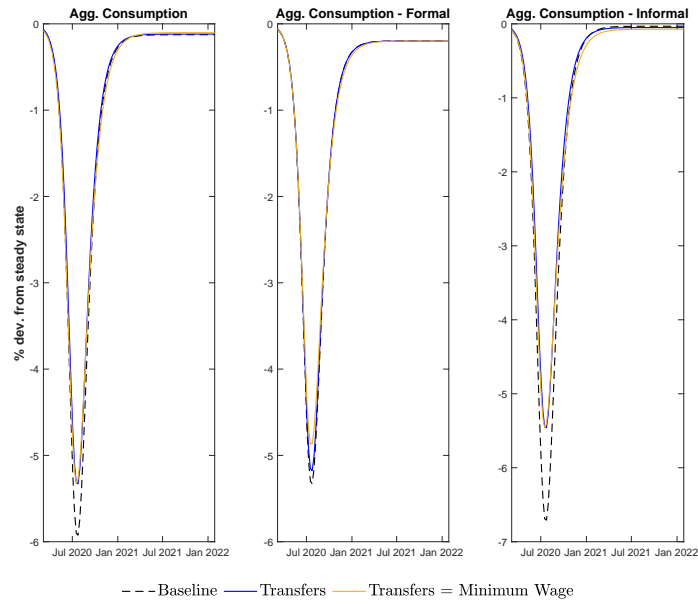 Agg. Consumption
Agg. Consumption - Formal
Agg. Consumption - Informal
% dev. from steady state
0
-1
-2
-3
-4
-5
-6
Jul 2020 Jan 2021 Jul 2021 Jan 2022
0
-1
-2
-3
-4
-5
-6
Jul 2020 Jan 2021 Jul 2021 Jan 2022
0
-1
-2
-3
-4
-5
-6
-7
Jul 2020 Jan 2021 Jul 2021 Jan 2022
Baseline Transfers Transfers = Minimum Wage